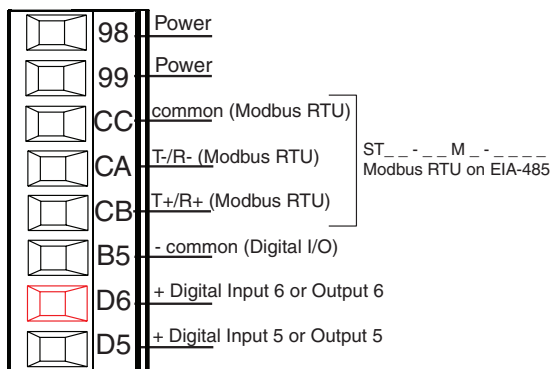 98 Power
99 Power
CC common (Modbus RTU)
CA T-/R- (Modbus RTU)
CB T+/R+ (Modbus RTU)
ST_ _ - _ _ M _ - _ _ _ _
Modbus RTU on EIA-485
B5 - common (Digital I/O)
D6 + Digital Input 6 or Output 6
D5 + Digital Input 5 or Output 5